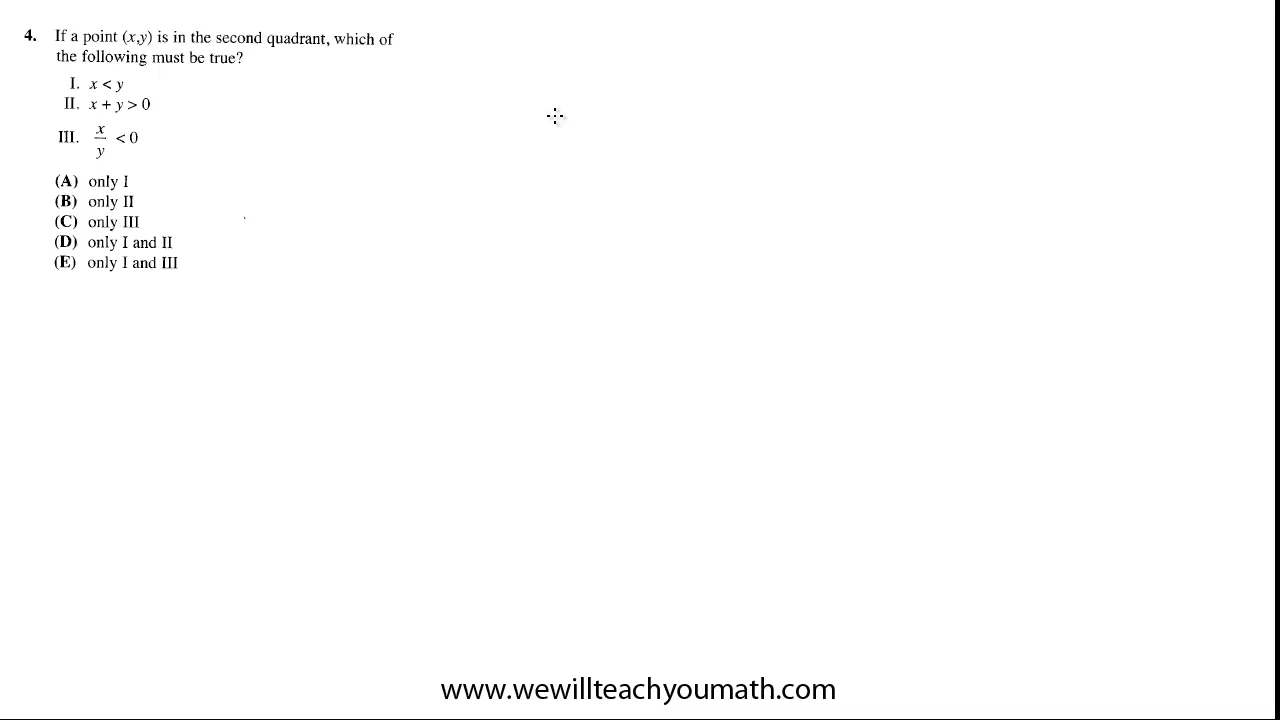 4. If a point (x,y) is in the second quadrant, which of
the following must be true?
I. x < y
II. x + y > 0
III. x/y < 0
(A) only I
(B) only II
(C) only III
(D) only I and II
(E) only I and III
www.wewillteachyoumath.com